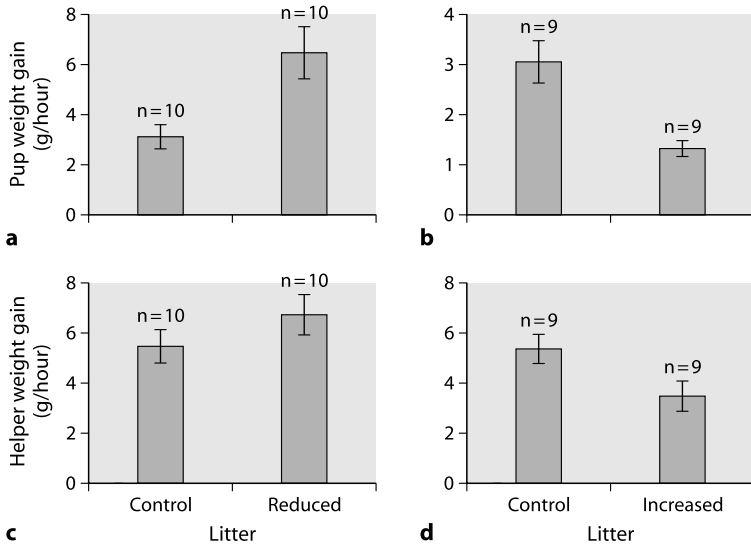 8
6
4
2
0
Pup weight gain
(g/hour)
n=10
n=10
a
4
3
2
1
0
n=9
n=9
b
8
6
4
2
0
Helper weight gain
(g/hour)
n=10
n=10
Control
Reduced
Litter
c
8
6
4
2
0
n=9
n=9
Control
Increased
Litter
d